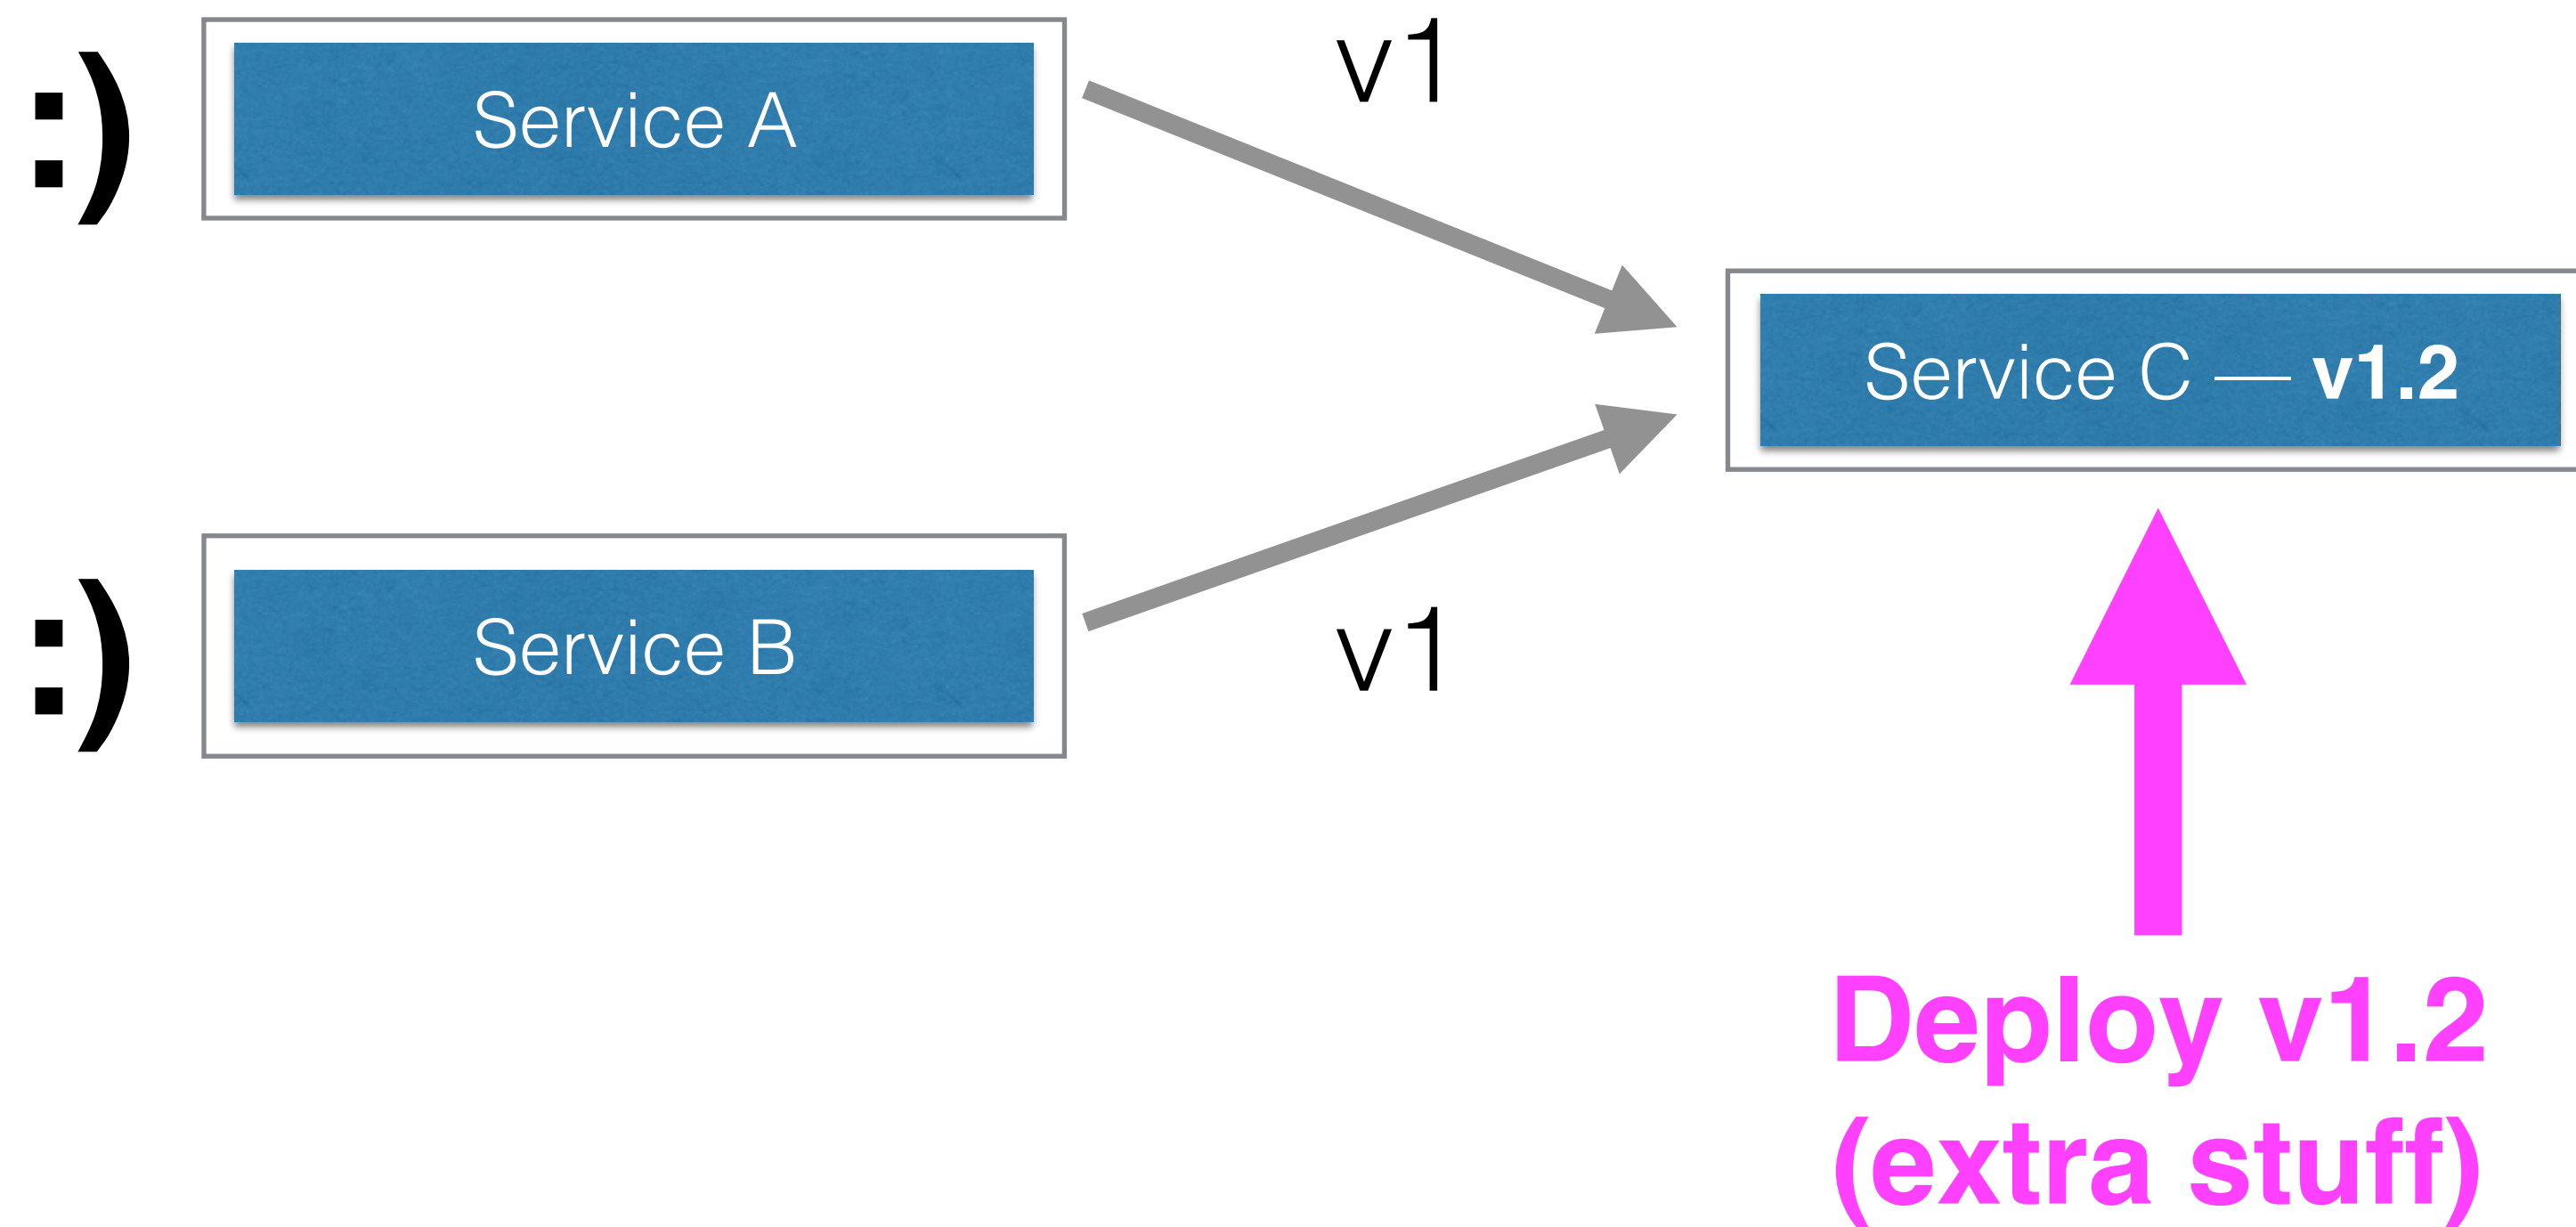 :)
Service A
v1
Service C — v1.2
:)
Service B
v1
Deploy v1.2
(extra stuff)